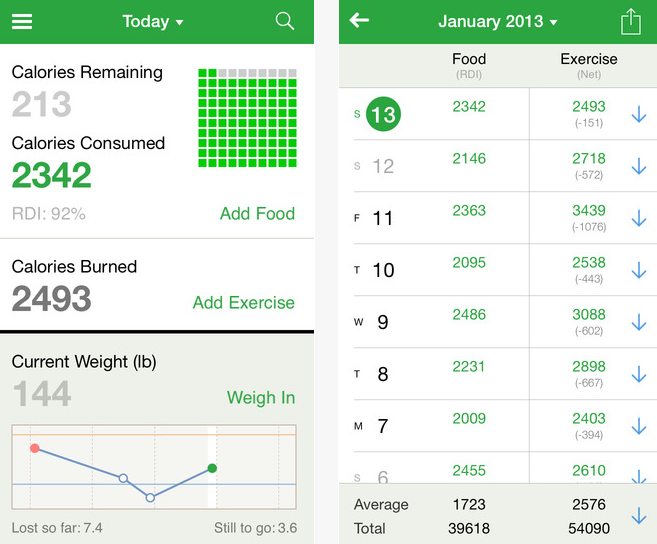 Today
Calories Remaining
213
Calories Consumed
2342
RDI: 92%
Add Food
Calories Burned
2493
Add Exercise
Current Weight (lb)
144
Weigh In
Lost so far: 7.4
Still to go: 3.6
January 2013
Food Exercise
(RDI) (Net)
S 13 2342 2493
(-151)
S 12 2146 2718
(-572)
F 11 2363 3439
(-1076)
T 10 2095 2538
(-443)
W 9 2486 3088
(-602)
T 8 2231 2898
(-667)
M 7 2009 2403
(-394)
S 6 2455 2610
Average 1723 2576
Total 39618 54090